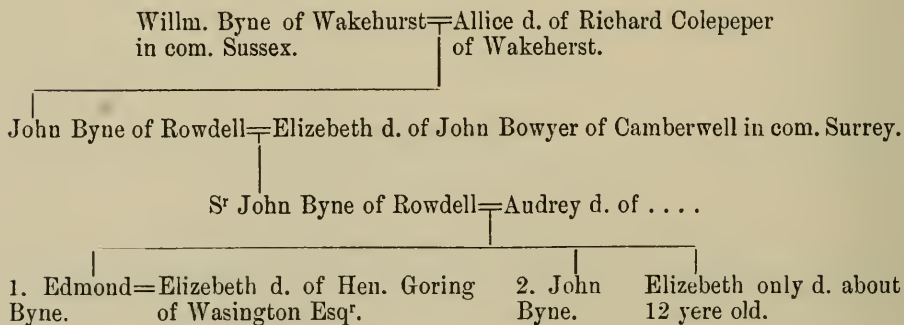 Willm. Byne of Wakehurst=Allice d. of Richard Colepeper
in com. Sussex. of Wakeherst.
John Byne of Rowdell=Elizebeth d. of John Bowyer of Camberwell in com. Surrey.
Sʳ John Byne of Rowdell=Audrey d. of ....
1. Edmond=Elizebeth d. of Hen. Goring 2. John Elizebeth only d. about
Byne. of Wasington Esqʳ. Byne. 12 yere old.